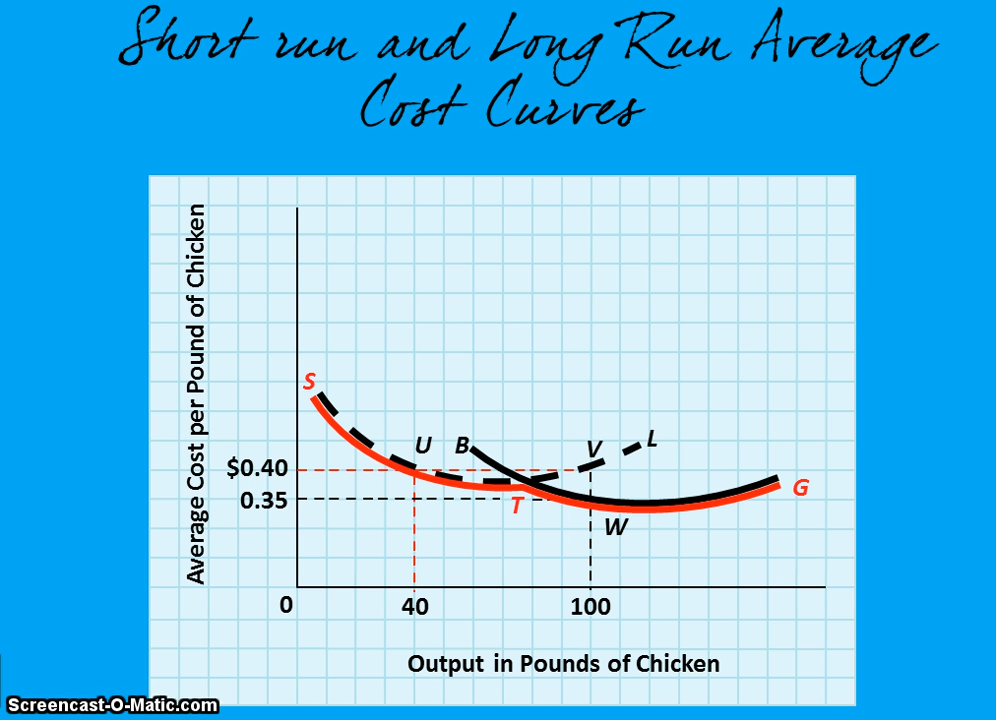 Short run and Long Run Average
Cost Curves
Average Cost per Pound of Chicken
S
U
B
V
L
$0.40
0.35
T
G
W
0
40
100
Output in Pounds of Chicken
Screencast-O-Matic.com